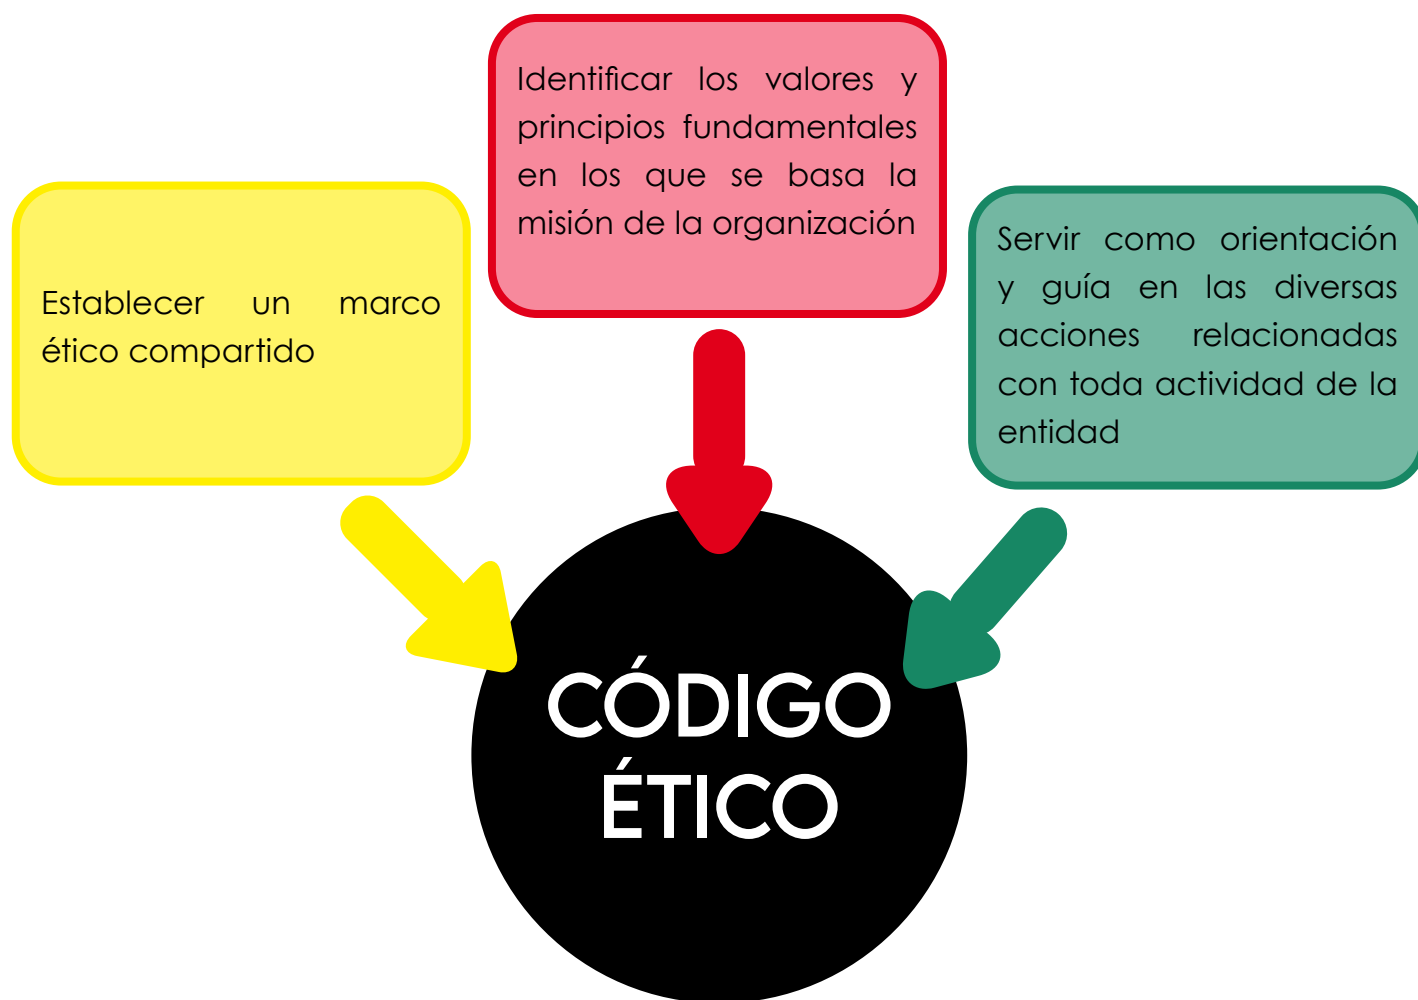 Identificar los valores y
principios fundamentales
en los que se basa la
misión de la organización
Establecer un marco
ético compartido
Servir como orientación
y guía en las diversas
acciones relacionadas
con toda actividad de la
entidad
CÓDIGO
ÉTICO